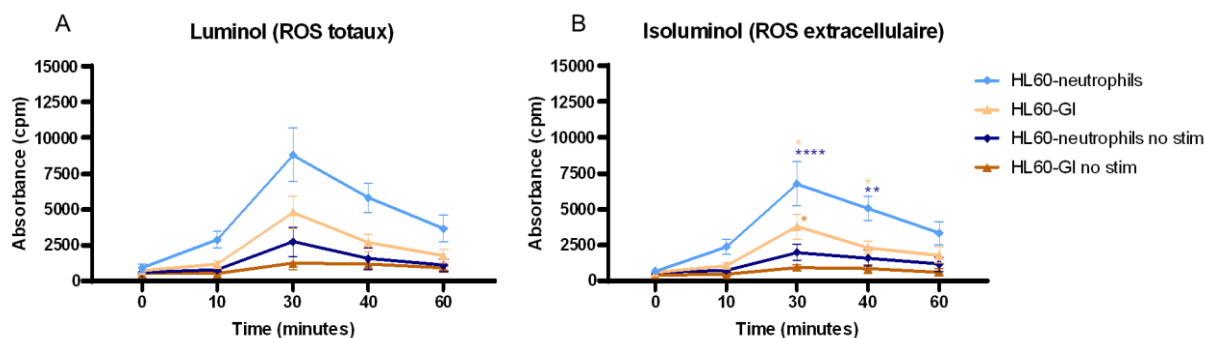 A
Luminol (ROS totaux)
15000
12500
10000
7500
5000
2500
0
Absorbance (cpm)
0 10 30 40 60
Time (minutes)
B
Isoluminol (ROS extracellulaire)
15000
12500
10000
7500
5000
2500
0
Absorbance (cpm)
*
****
*
**
*
0 10 30 40 60
Time (minutes)
HL60-neutrophils
HL60-GI
HL60-neutrophils no stim
HL60-GI no stim